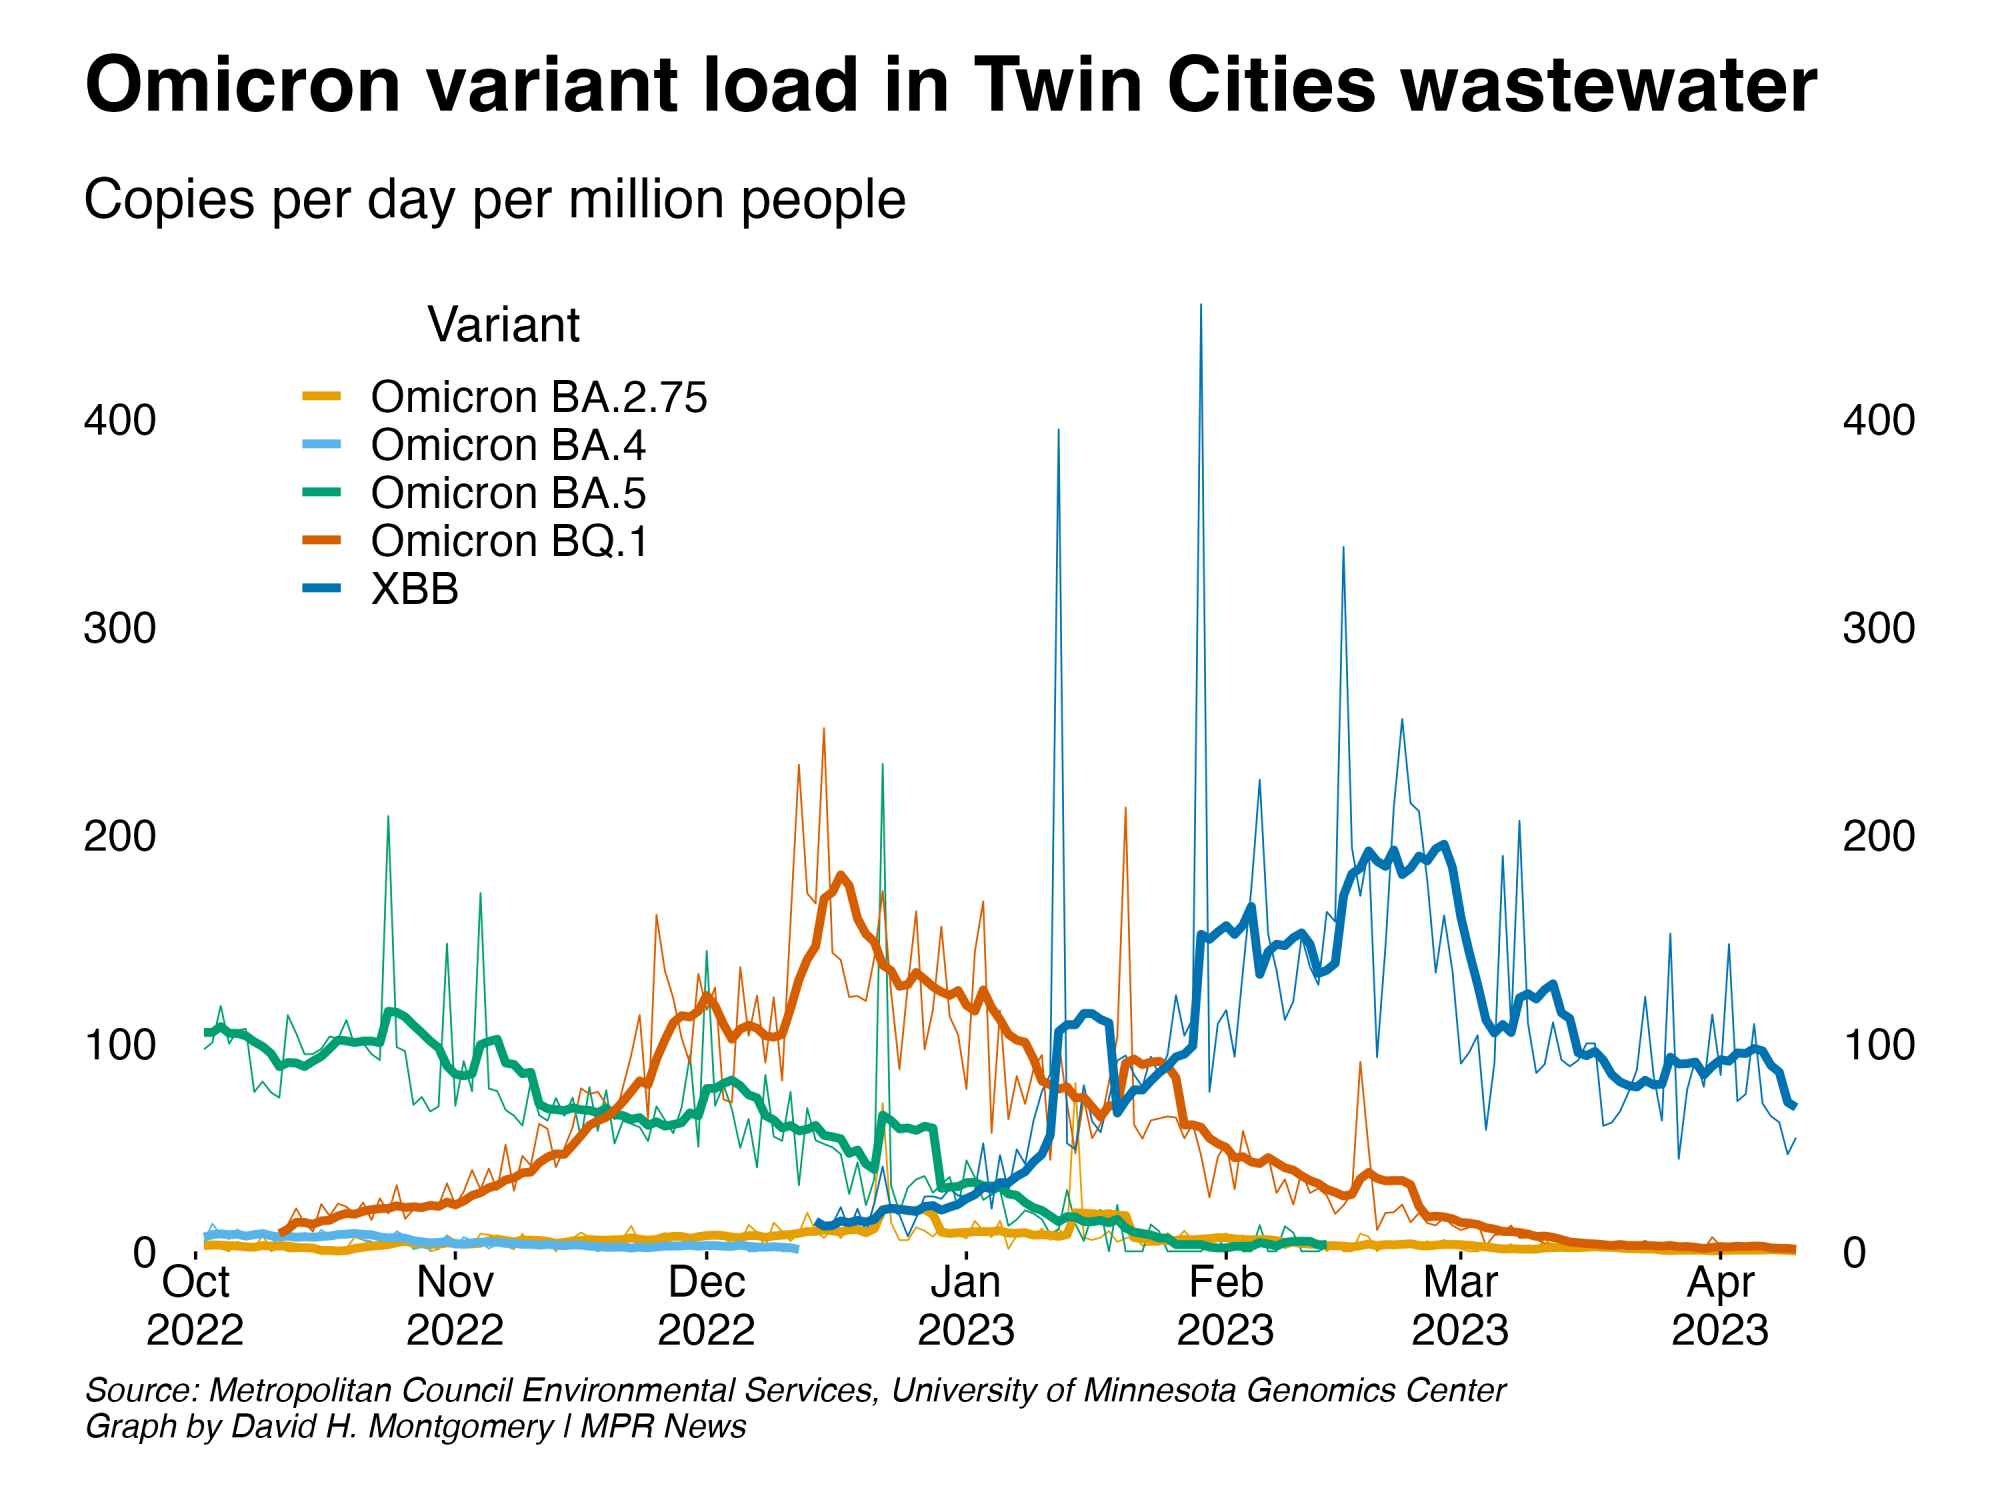 Omicron variant load in Twin Cities wastewater
Copies per day per million people
Variant
Omicron BA.2.75
Omicron BA.4
Omicron BA.5
Omicron BQ.1
XBB
400 400
300 300
200 200
100 100
0 0
Oct Nov Dec Jan Feb Mar Apr
2022 2022 2022 2023 2023 2023 2023
Source: Metropolitan Council Environmental Services, University of Minnesota Genomics Center
Graph by David H. Montgomery | MPR News